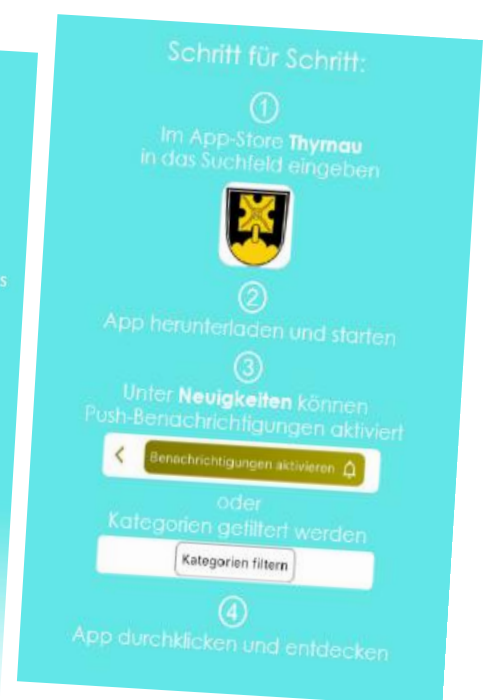 s
Schritt für Schritt:
1
Im App-Store Thyrnau
in das Suchfeld eingeben
2
App herunterladen und starten
3
Unter Neuigkeiten können
Push-Benachrichtigungen aktiviert
Benachrichtigungen aktivieren
oder
Kategorien gefiltert werden
Kategorien filtern
4
App durchklicken und entdecken